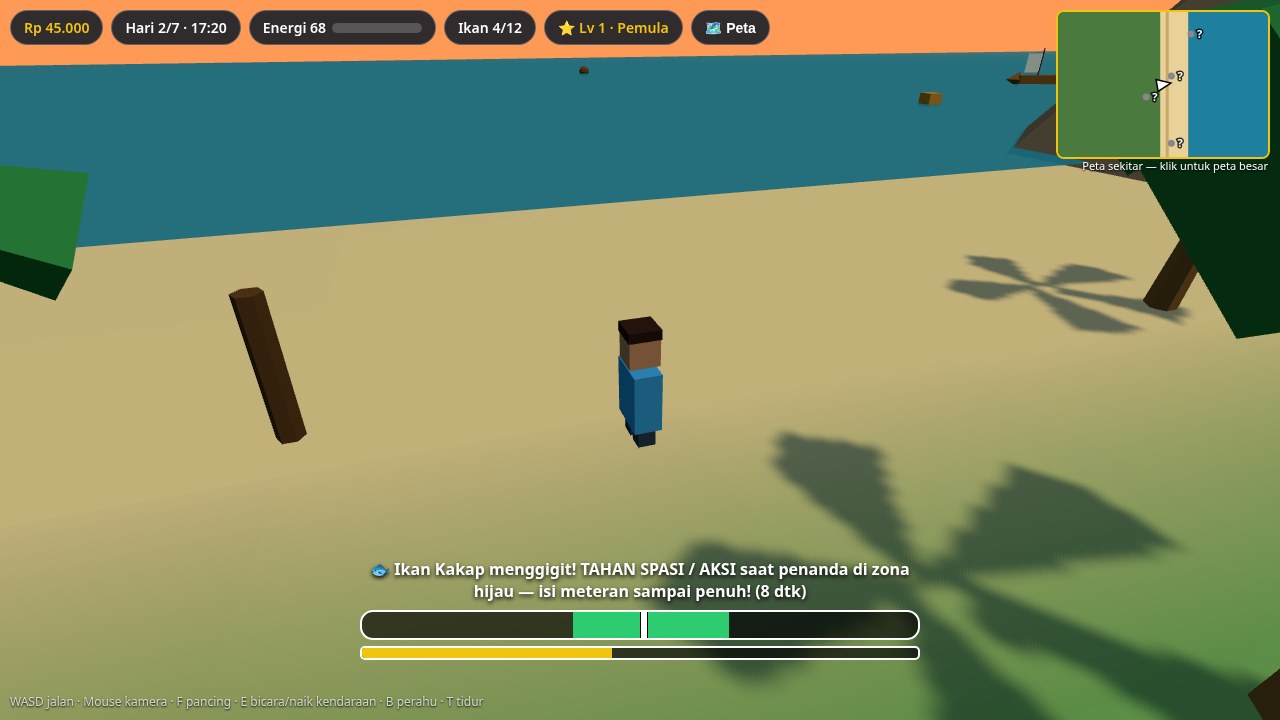 Rp 45.000
Hari 2/7 · 17:20
Energi 68
Ikan 4/12
⭐ Lv 1 · Pemula
🗺️ Peta
?
?
?
?
Peta sekitar — klik untuk peta besar
🐟 Ikan Kakap menggigit! TAHAN SPASI / AKSI saat penanda di zona
hijau — isi meteran sampai penuh! (8 dtk)
WASD jalan · Mouse kamera · F pancing · E bicara/naik kendaraan · B perahu · T tidur